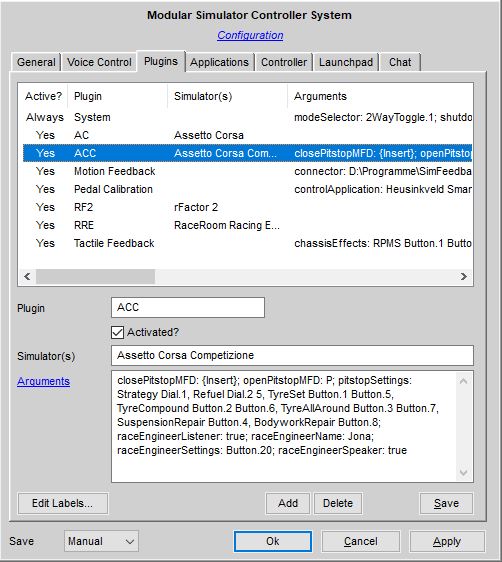 Modular Simulator Controller System
Configuration
General Voice Control Plugins Applications Controller Launchpad Chat
Active? Plugin Simulator(s) Arguments
Always System modeSelector: 2WayToggle.1; shutdo
Yes AC Assetto Corsa
Yes ACC Assetto Corsa Com... closePitstopMFD: {Insert}; openPitst
Yes Motion Feedback connector: D:\Programme\SimFeedba
Yes Pedal Calibration controlApplication: Heusinkveld Smar
Yes RF2 rFactor 2
Yes RRE RaceRoom Racing E...
Yes Tactile Feedback chassisEffects: RPMS Button.1 Butto
Plugin ACC
Activated?
Simulator(s) Assetto Corsa Competizione
Arguments closePitstopMFD: {Insert}; openPitstopMFD: P; pitstopSettings:
Strategy Dial.1, Refuel Dial.2 5, TyreSet Button.1 Button.5,
TyreCompound Button.2 Button.6, TyreAllAround Button.3 Button.7,
SuspensionRepair Button.4, BodyworkRepair Button.8;
raceEngineerListener: true; raceEngineerName: Jona;
raceEngineerSettings: Button.20; raceEngineerSpeaker: true
Edit Labels... Add Delete Save
Save Manual Ok Cancel Apply